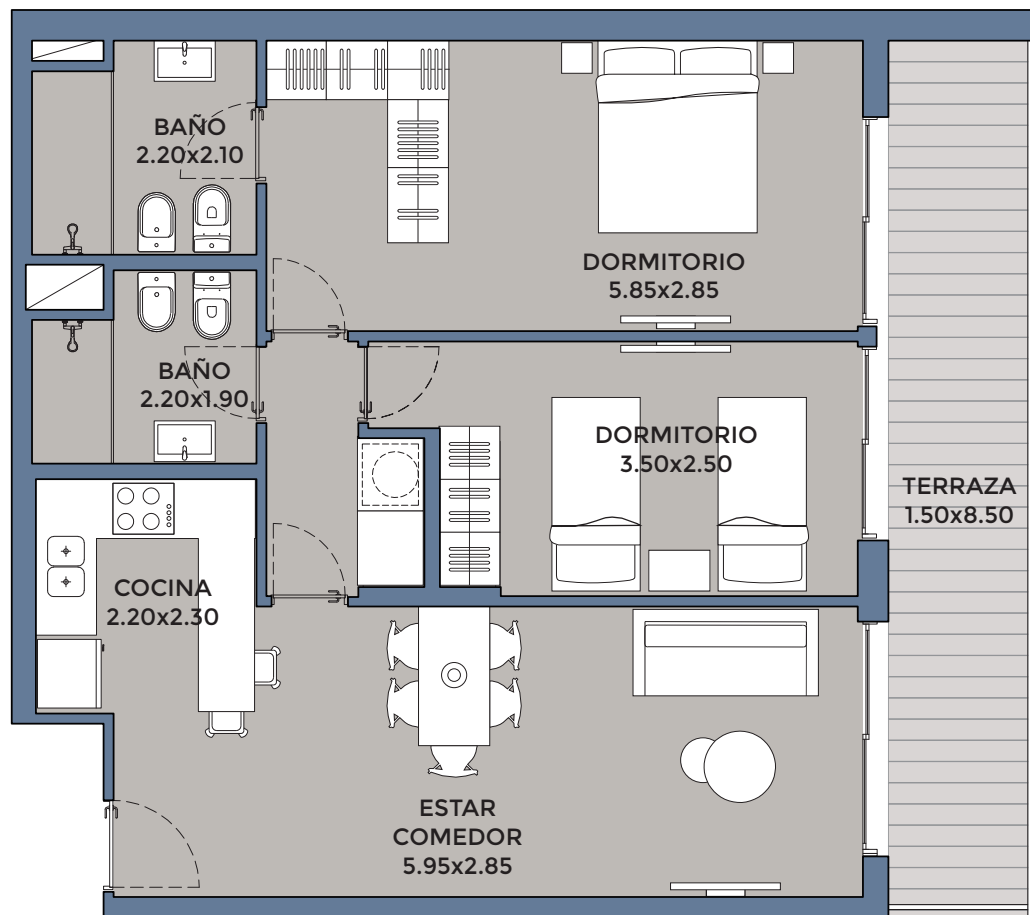 BAÑO
2.20x2.10
DORMITORIO
5.85x2.85
BAÑO
2.20x1.90
DORMITORIO
3.50x2.50
TERRAZA
1.50x8.50
COCINA
2.20x2.30
ESTAR
COMEDOR
5.95x2.85